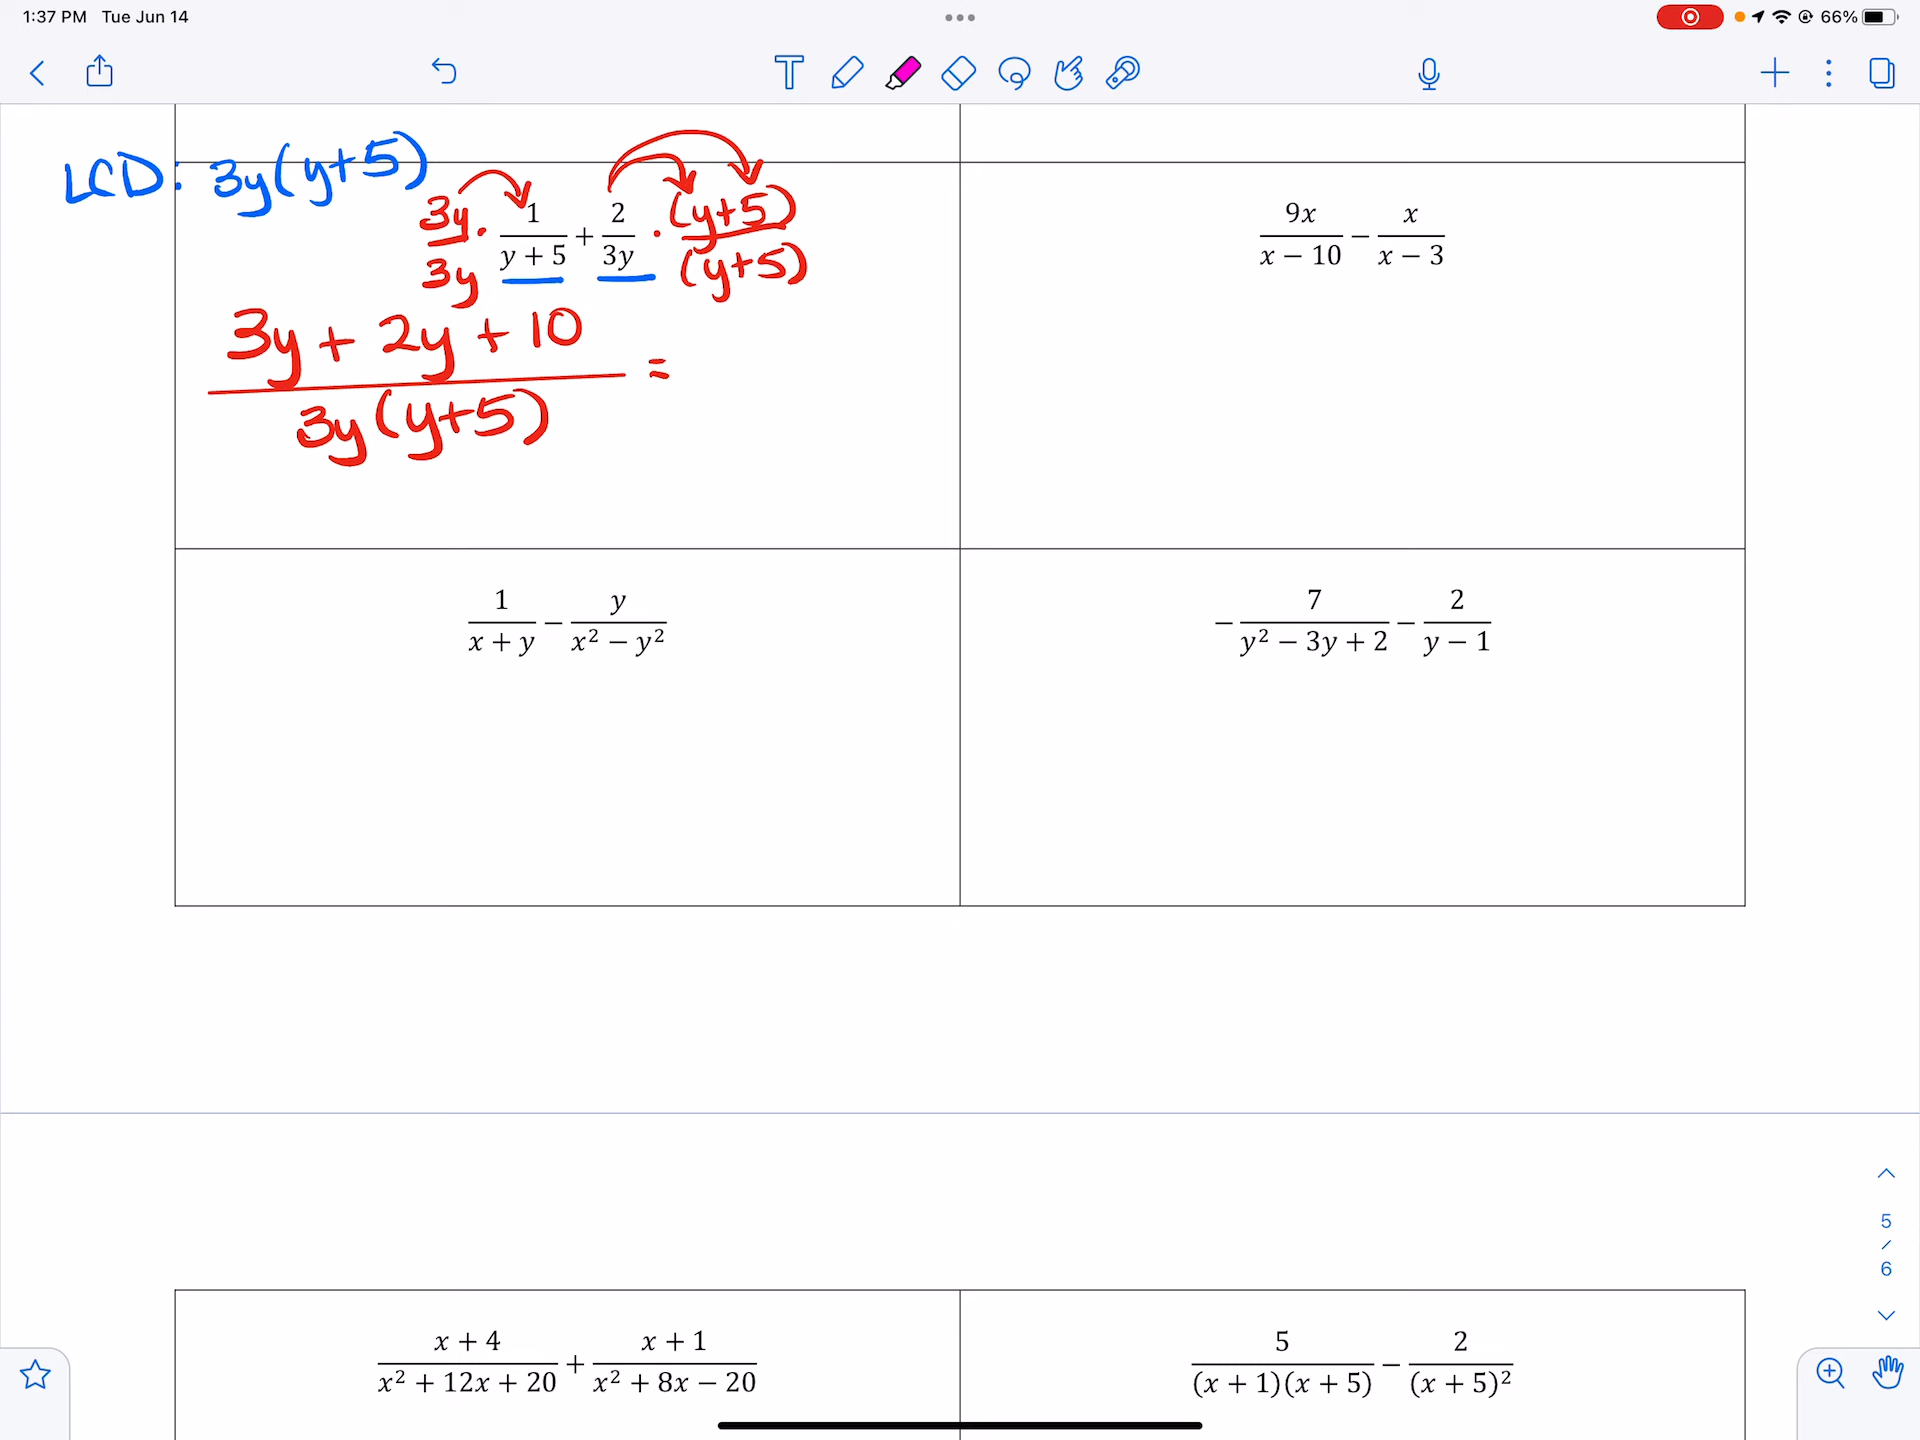 1:37 PM Tue Jun 14
66%
LCD: 3y(y+5)
3y/3y · 1/(y + 5) + 2/3y · (y+5)/(y+5)
(3y + 2y + 10)/(3y(y+5)) =
9x/(x − 10) − x/(x − 3)
1/(x + y) − y/(x² − y²)
− 7/(y² − 3y + 2) − 2/(y − 1)
5/6
(x + 4)/(x² + 12x + 20) + (x + 1)/(x² + 8x − 20)
5/((x + 1)(x + 5)) − 2/(x + 5)²